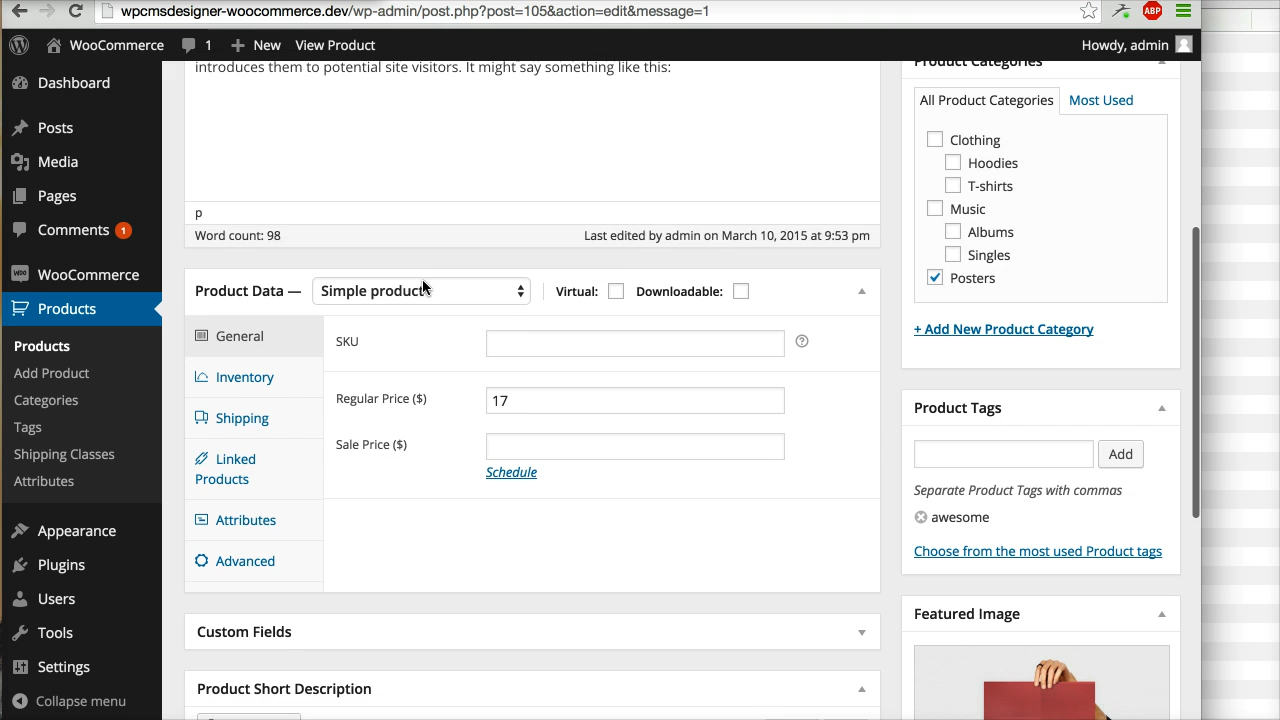 wpcmsdesigner-woocommerce.dev/wp-admin/post.php?post=105&action=edit&message=1
ABP
WooCommerce 1 New View Product Howdy, admin
Dashboard
Posts
Media
Pages
Comments 1
WooCommerce
Products
Products
Add Product
Categories
Tags
Shipping Classes
Attributes
Appearance
Plugins
Users
Tools
Settings
Collapse menu
introduces them to potential site visitors. It might say something like this:
p
Word count: 98 Last edited by admin on March 10, 2015 at 9:53 pm
Product Data — Simple product Virtual: Downloadable:
General
Inventory
Shipping
Linked
Products
Attributes
Advanced
SKU
Regular Price ($) 17
Sale Price ($)
Schedule
Custom Fields
Product Short Description
Product Categories
All Product Categories Most Used
Clothing
Hoodies
T-shirts
Music
Albums
Singles
Posters
+ Add New Product Category
Product Tags
Add
Separate Product Tags with commas
awesome
Choose from the most used Product tags
Featured Image